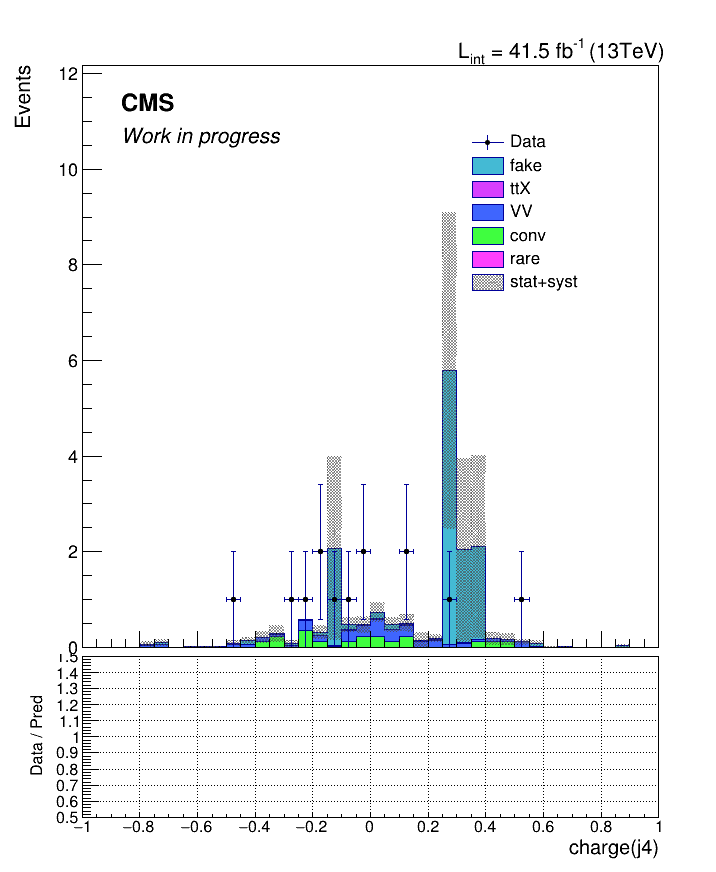 L_int = 41.5 fb^-1 (13TeV)
Events
CMS
Work in progress
Data
fake
ttX
VV
conv
rare
stat+syst
12
10
8
6
4
2
0
Data / Pred
1.5
1.4
1.3
1.2
1.1
1
0.9
0.8
0.7
0.6
0.5
−1 −0.8 −0.6 −0.4 −0.2 0 0.2 0.4 0.6 0.8 1
charge(j4)